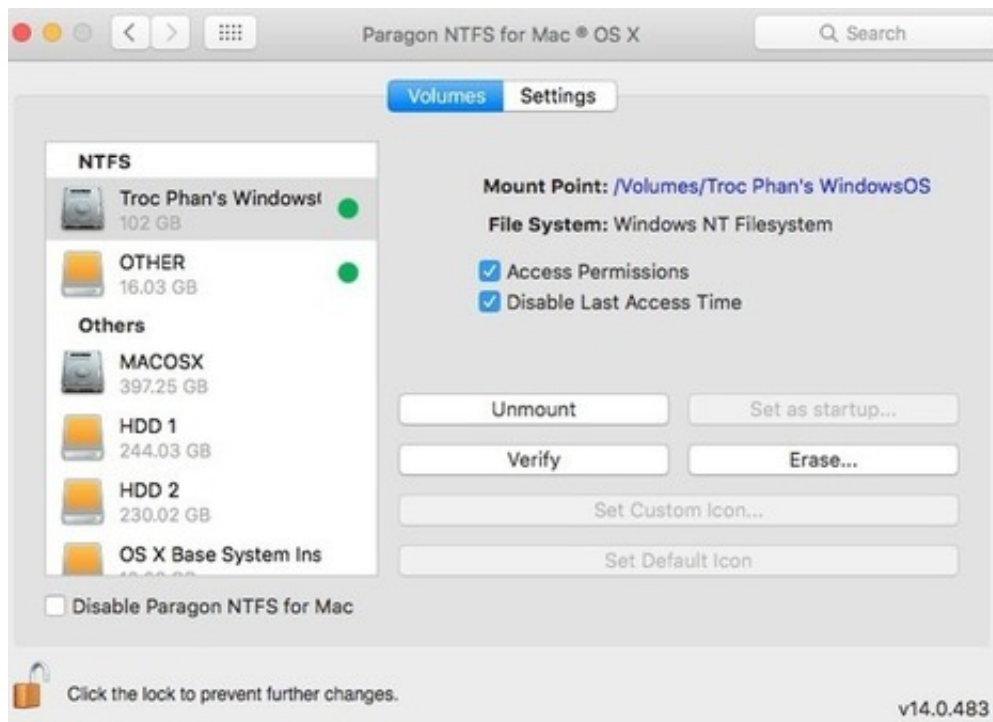 Paragon NTFS for Mac ® OS X
Search
Volumes
Settings
NTFS
Troc Phan's Windows
102 GB
OTHER
16.03 GB
Others
MACOSX
397.25 GB
HDD 1
244.03 GB
HDD 2
230.02 GB
OS X Base System Ins
Mount Point: /Volumes/Troc Phan's WindowsOS
File System: Windows NT Filesystem
Access Permissions
Disable Last Access Time
Unmount
Set as startup...
Verify
Erase...
Set Custom Icon...
Set Default Icon
Disable Paragon NTFS for Mac
Click the lock to prevent further changes.
v14.0.483